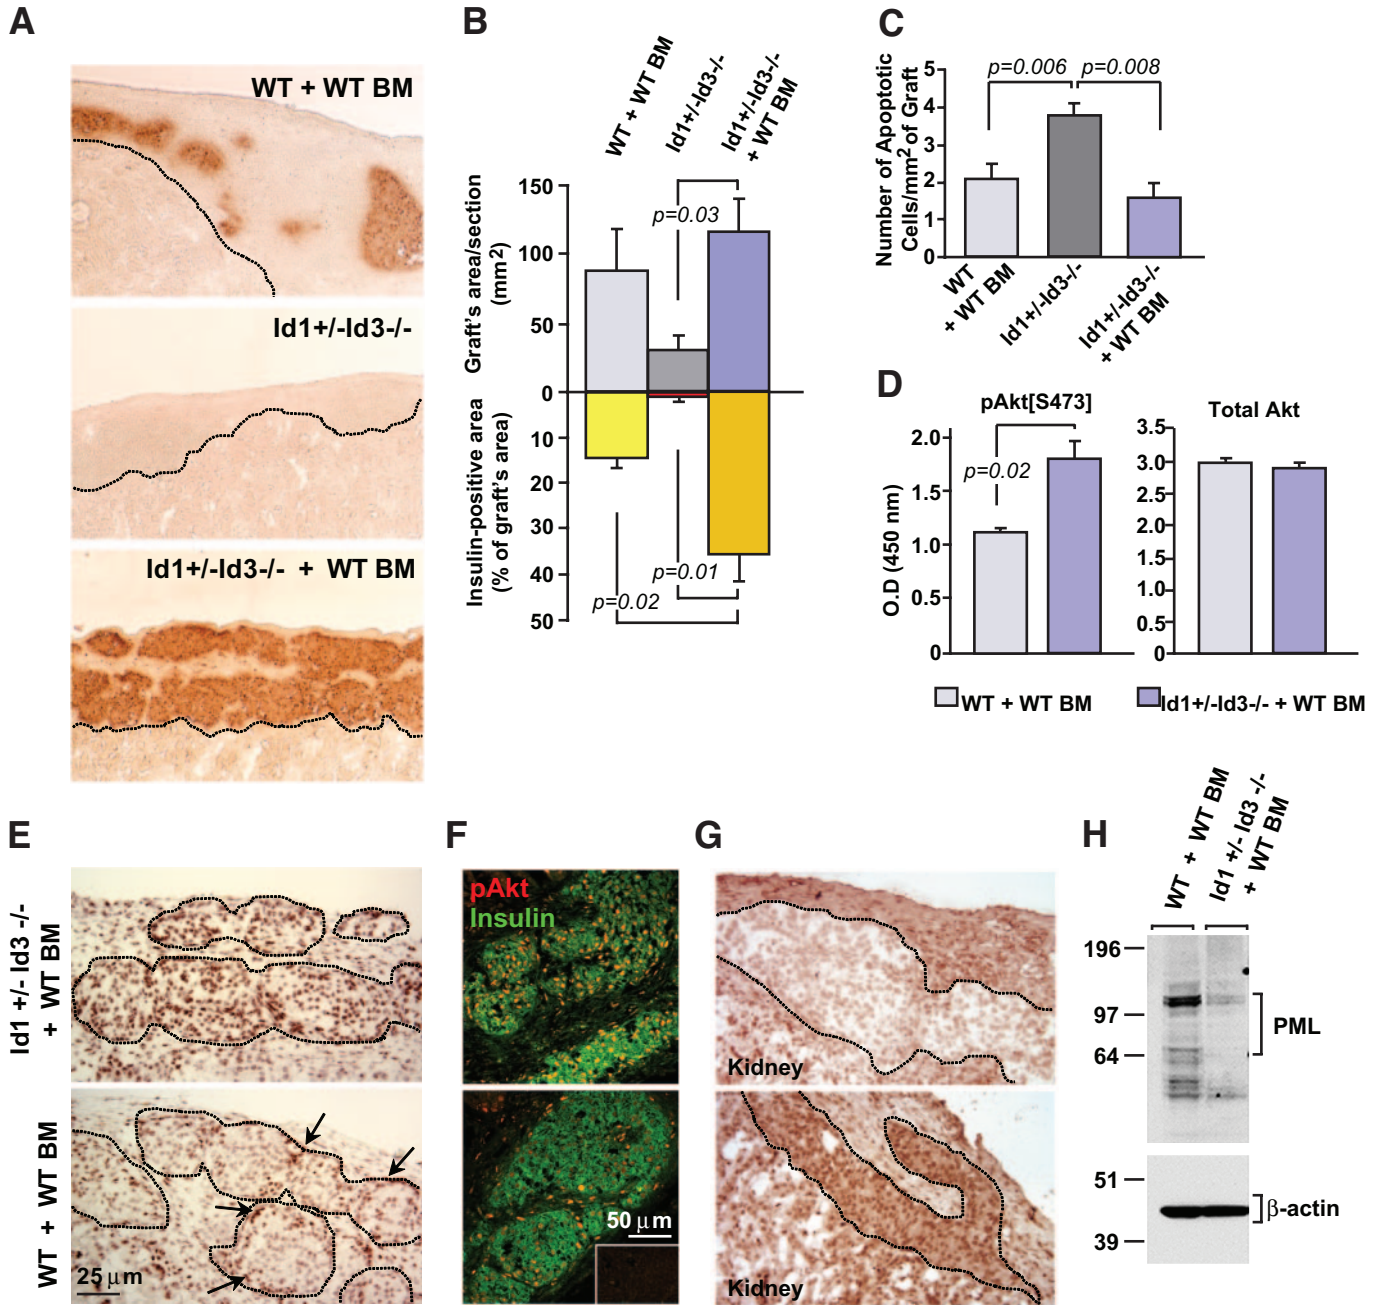 A
WT + WT BM
Id1+/-Id3-/-
Id1+/-Id3-/- + WT BM
B
WT + WT BM
Id1+/-Id3-/-
Id1+/-Id3-/-
+ WT BM
Graft's area/section
(mm2)
150
100
50
0
10
20
30
40
50
Insulin-positive area
(% of graft's area)
p=0.03
p=0.01
p=0.02
C
Number of Apoptotic
Cells/mm2 of Graft
5
4
3
2
1
0
p=0.006
p=0.008
WT
+ WT BM
Id1+/-Id3-/-
Id1+/-Id3-/-
+ WT BM
D
pAkt[S473]
Total Akt
O.D (450 nm)
2.0
1.5
1.0
0.5
0
p=0.02
3.5
3.0
2.5
2.0
1.5
1.0
0.5
0
WT + WT BM
Id1+/-Id3-/- + WT BM
E
Id1 +/- Id3 -/-
+ WT BM
WT + WT BM
25 µm
F
pAkt
Insulin
50 µm
G
Kidney
Kidney
H
WT + WT BM
Id1 +/- Id3 -/-
+ WT BM
196
97
64
PML
51
39
β-actin